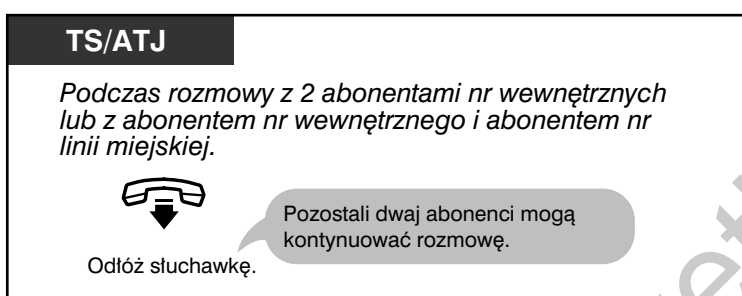 TS/ATJ
Podczas rozmowy z 2 abonentami nr wewnętrznych
lub z abonentem nr wewnętrznego i abonentem nr
linii miejskiej.
Pozostali dwaj abonenci mogą
kontynuować rozmowę.
Odłóż słuchawkę.